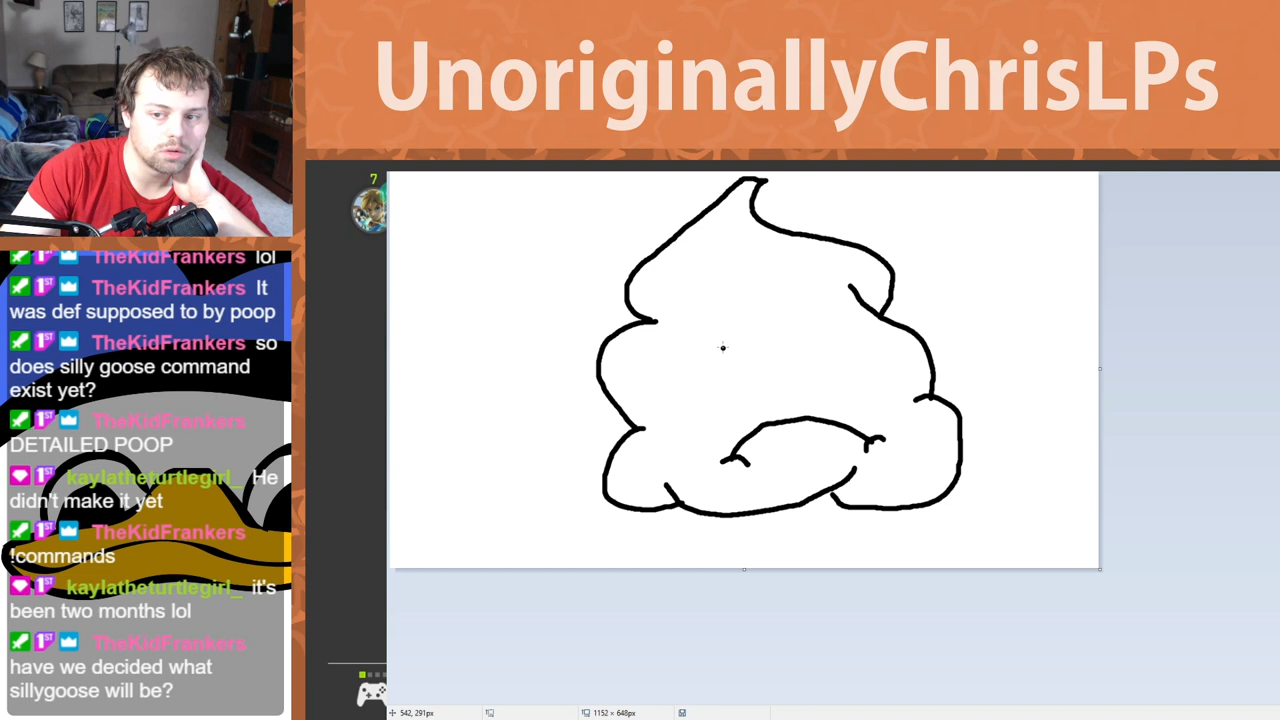 UnoriginallyChrisLPs
7
TheKidFrankers lol
TheKidFrankers It
was def supposed to by poop
TheKidFrankers so
does silly goose command
exist yet?
TheKidFrankers
DETAILED POOP
kaylatheturtlegirl_ He
didn't make it yet
TheKidFrankers
!commands
kaylatheturtlegirl_ it's
been two months lol
TheKidFrankers
have we decided what
sillygoose will be?
542, 291px
1152 × 648px